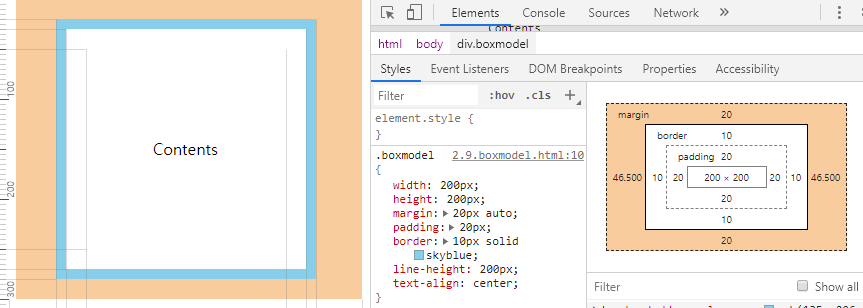 Elements Console Sources Network »
Contents
html body div.boxmodel
Styles Event Listeners DOM Breakpoints Properties Accessibility
Filter :hov .cls +
element.style {
}
.boxmodel 2.9.boxmodel.html:10
{
width: 200px;
height: 200px;
margin: 20px auto;
padding: 20px;
border: 10px solid
skyblue;
line-height: 200px;
text-align: center;
}
margin 20
border 10
padding 20
46.500 10 20 200 × 200 20 10 46.500
20
10
20
Filter Show all
100
200
300
Contents